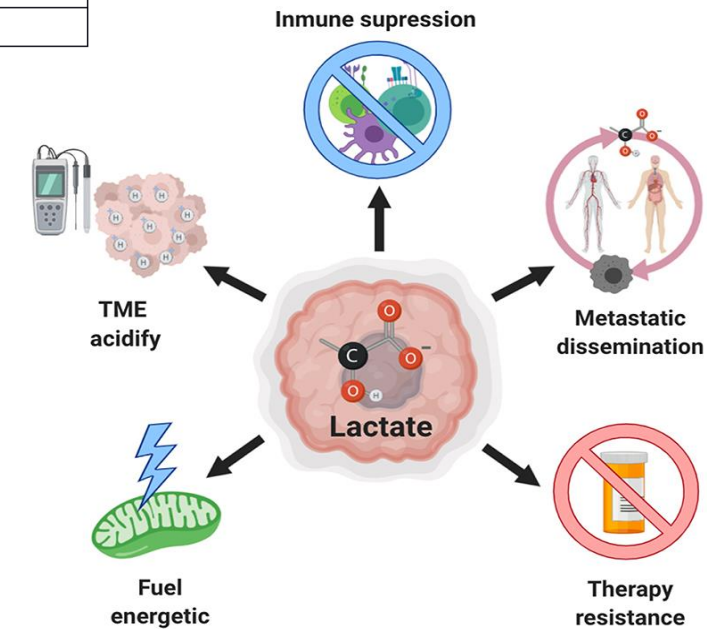 Inmune supression
TME
acidify
H
H
H
H
H
H
H
H
C
O
O
O
H
Metastatic
dissemination
O
C
O
-
O
H
Lactate
Fuel
energetic
Therapy
resistance